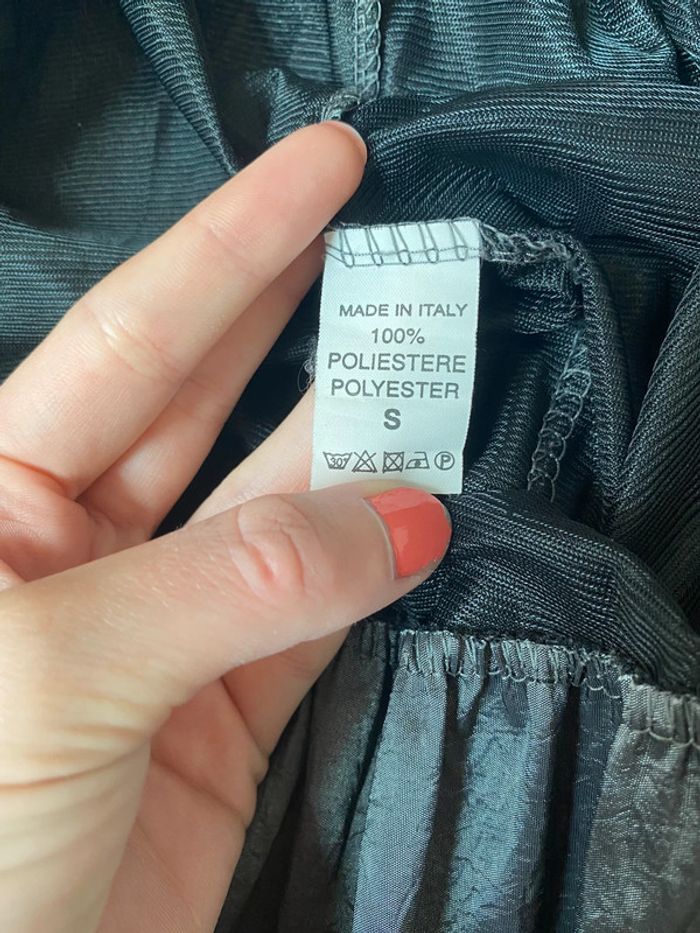 MADE IN ITALY
100%
POLIESTERE
POLYESTER
S
30° P